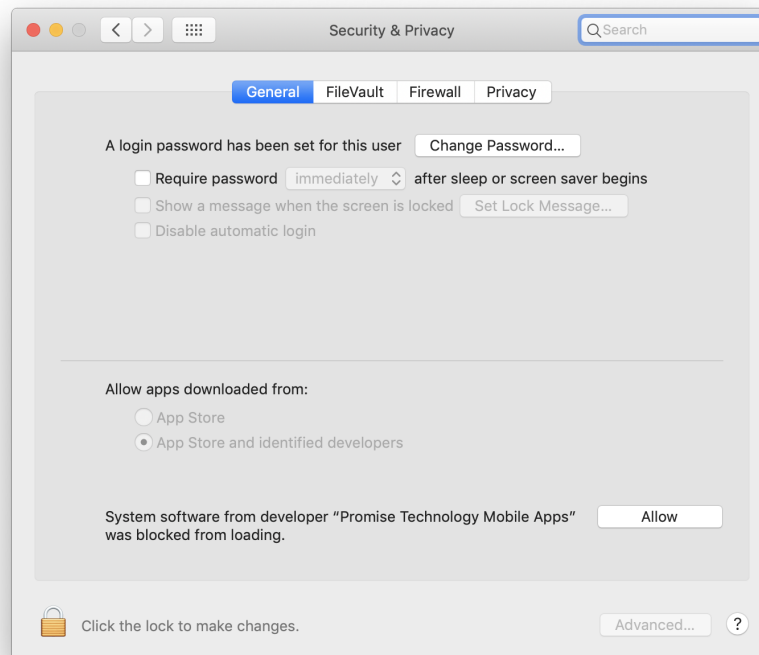 Security & Privacy
Search
General
FileVault
Firewall
Privacy
A login password has been set for this user
Change Password...
Require password
immediately
after sleep or screen saver begins
Show a message when the screen is locked
Set Lock Message...
Disable automatic login
Allow apps downloaded from:
App Store
App Store and identified developers
System software from developer “Promise Technology Mobile Apps”
was blocked from loading.
Allow
Click the lock to make changes.
Advanced...
?